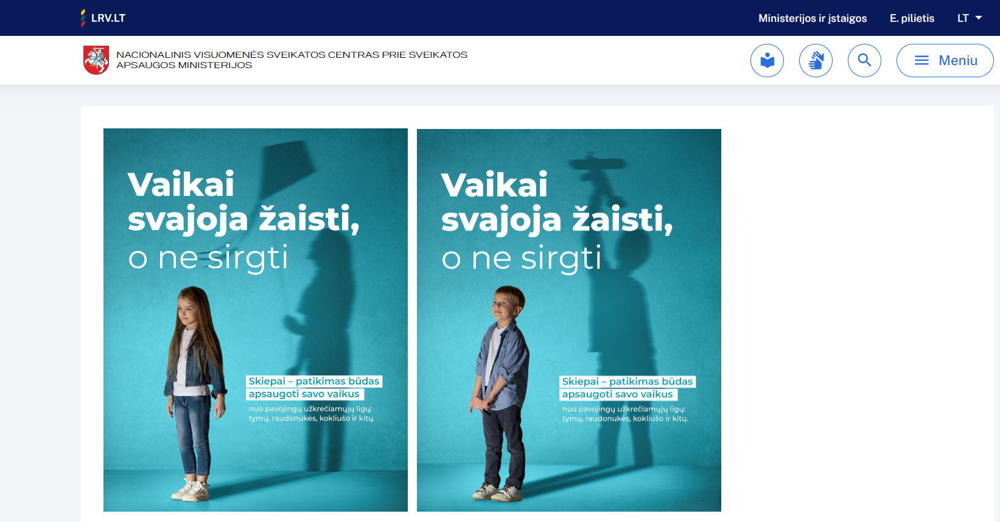 LRV.LT
Ministerijos ir įstaigos
E. pilietis
LT
NACIONALINIS VISUOMENĖS SVEIKATOS CENTRAS PRIE SVEIKATOS
APSAUGOS MINISTERIJOS
Meniu
Vaikai
svajoja žaisti,
o ne sirgti
Skiepai – patikimas būdas
apsaugoti savo vaikus
nuo pavojingų užkrečiamųjų ligų:
tymų, raudonukės, kokliušo ir kitų.
Vaikai
svajoja žaisti,
o ne sirgti
Skiepai – patikimas būdas
apsaugoti savo vaikus
nuo pavojingų užkrečiamųjų ligų:
tymų, raudonukės, kokliušo ir kitų.